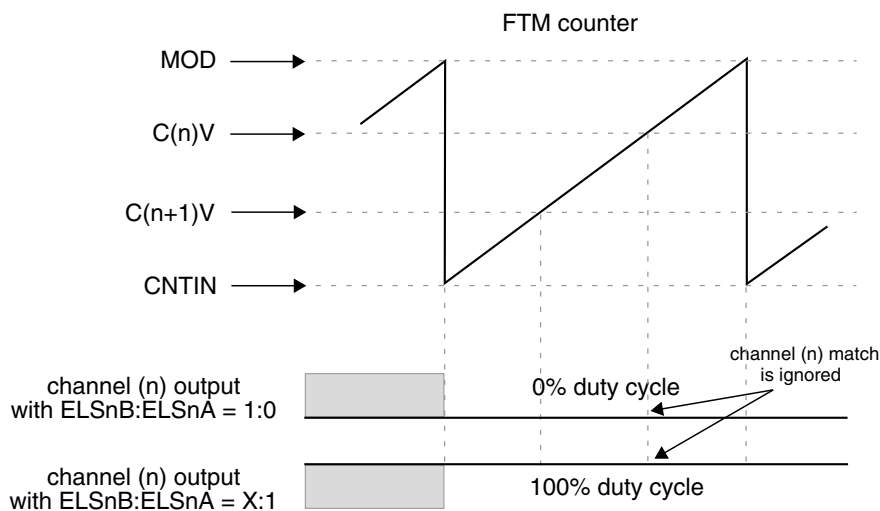 FTM counter
MOD
C(n)V
C(n+1)V
CNTIN
channel (n) match
is ignored
channel (n) output
with ELSnB:ELSnA = 1:0
0% duty cycle
channel (n) output
with ELSnB:ELSnA = X:1
100% duty cycle